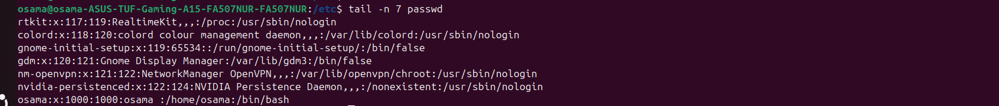 osama@osama-ASUS-TUF-Gaming-A15-FA507NUR-FA507NUR:/etc$ tail -n 7 passwd
rtkit:x:117:119:RealtimeKit,,,:/proc:/usr/sbin/nologin
colord:x:118:120:colord colour management daemon,,,:/var/lib/colord:/usr/sbin/nologin
gnome-initial-setup:x:119:65534::/run/gnome-initial-setup/:/bin/false
gdm:x:120:121:Gnome Display Manager:/var/lib/gdm3:/bin/false
nm-openvpn:x:121:122:NetworkManager OpenVPN,,,:/var/lib/openvpn/chroot:/usr/sbin/nologin
nvidia-persistenced:x:122:124:NVIDIA Persistence Daemon,,,:/nonexistent:/usr/sbin/nologin
osama:x:1000:1000:osama :/home/osama:/bin/bash